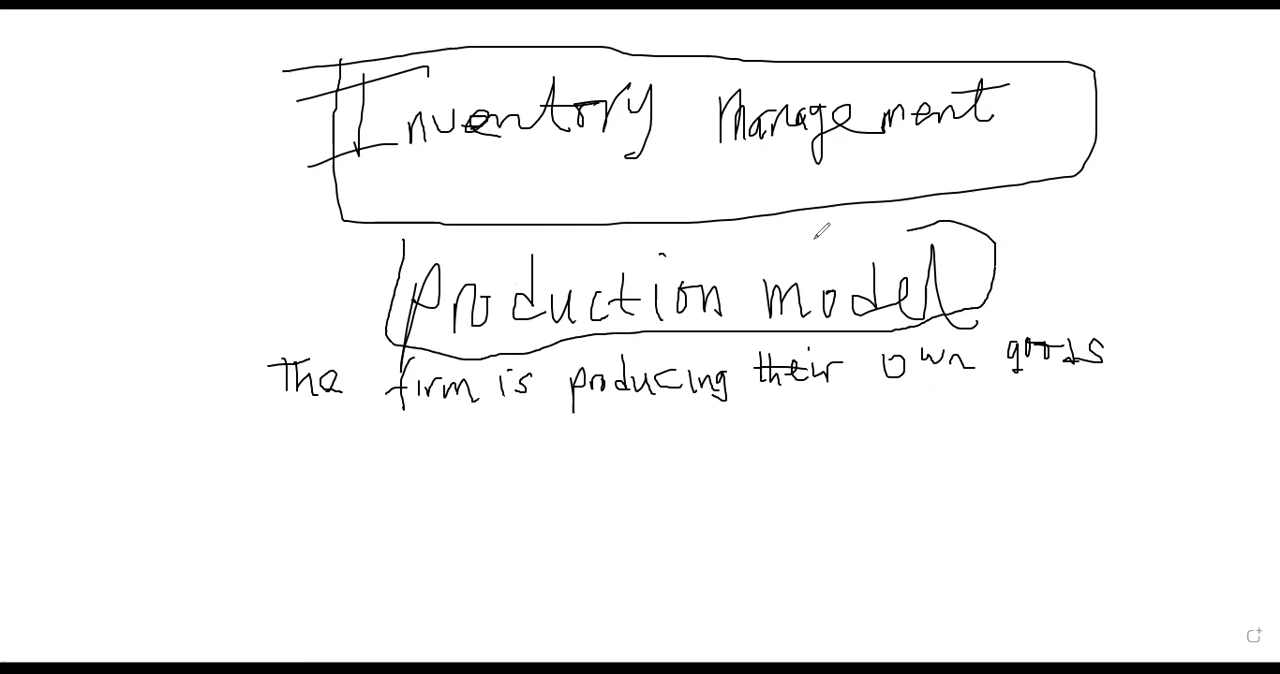 Inventory management
production model
The firm is producing their own goods